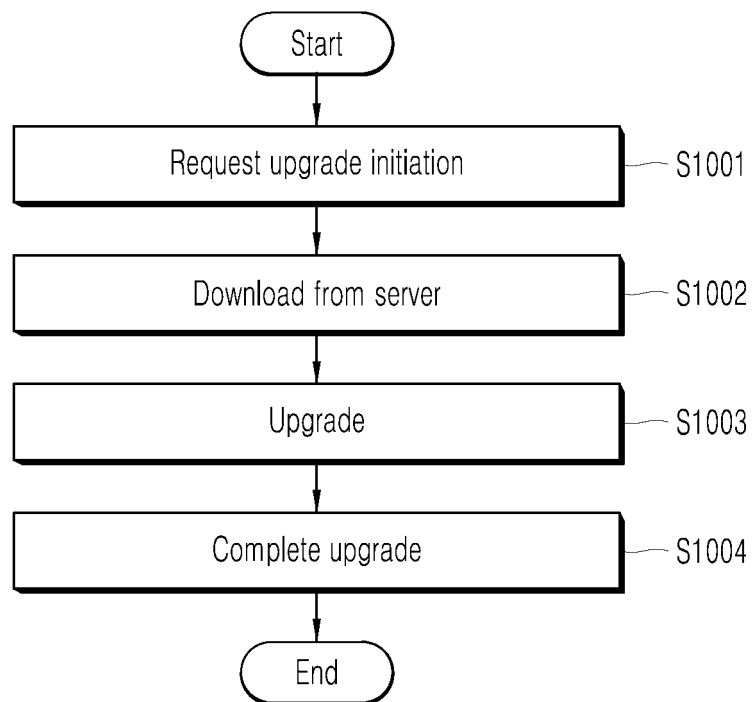 Start
Request upgrade initiation
S1001
Download from server
S1002
Upgrade
S1003
Complete upgrade
S1004
End